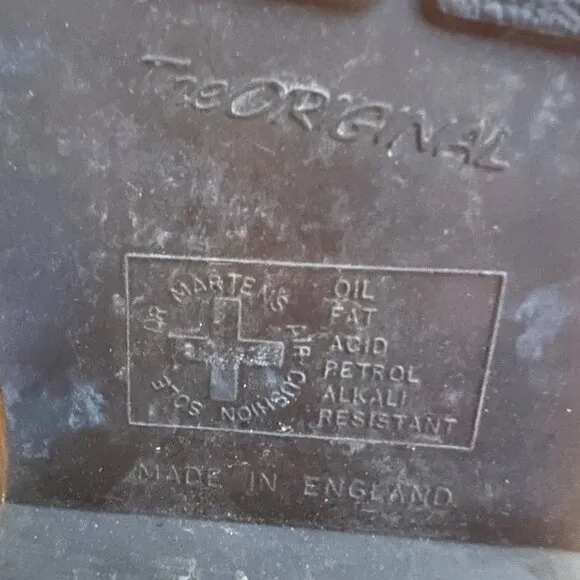 The ORIGINAL
DR MARTENS AIR CUSHION SOLE
OIL
FAT
ACID
PETROL
ALKALI
RESISTANT
MADE IN ENGLAND